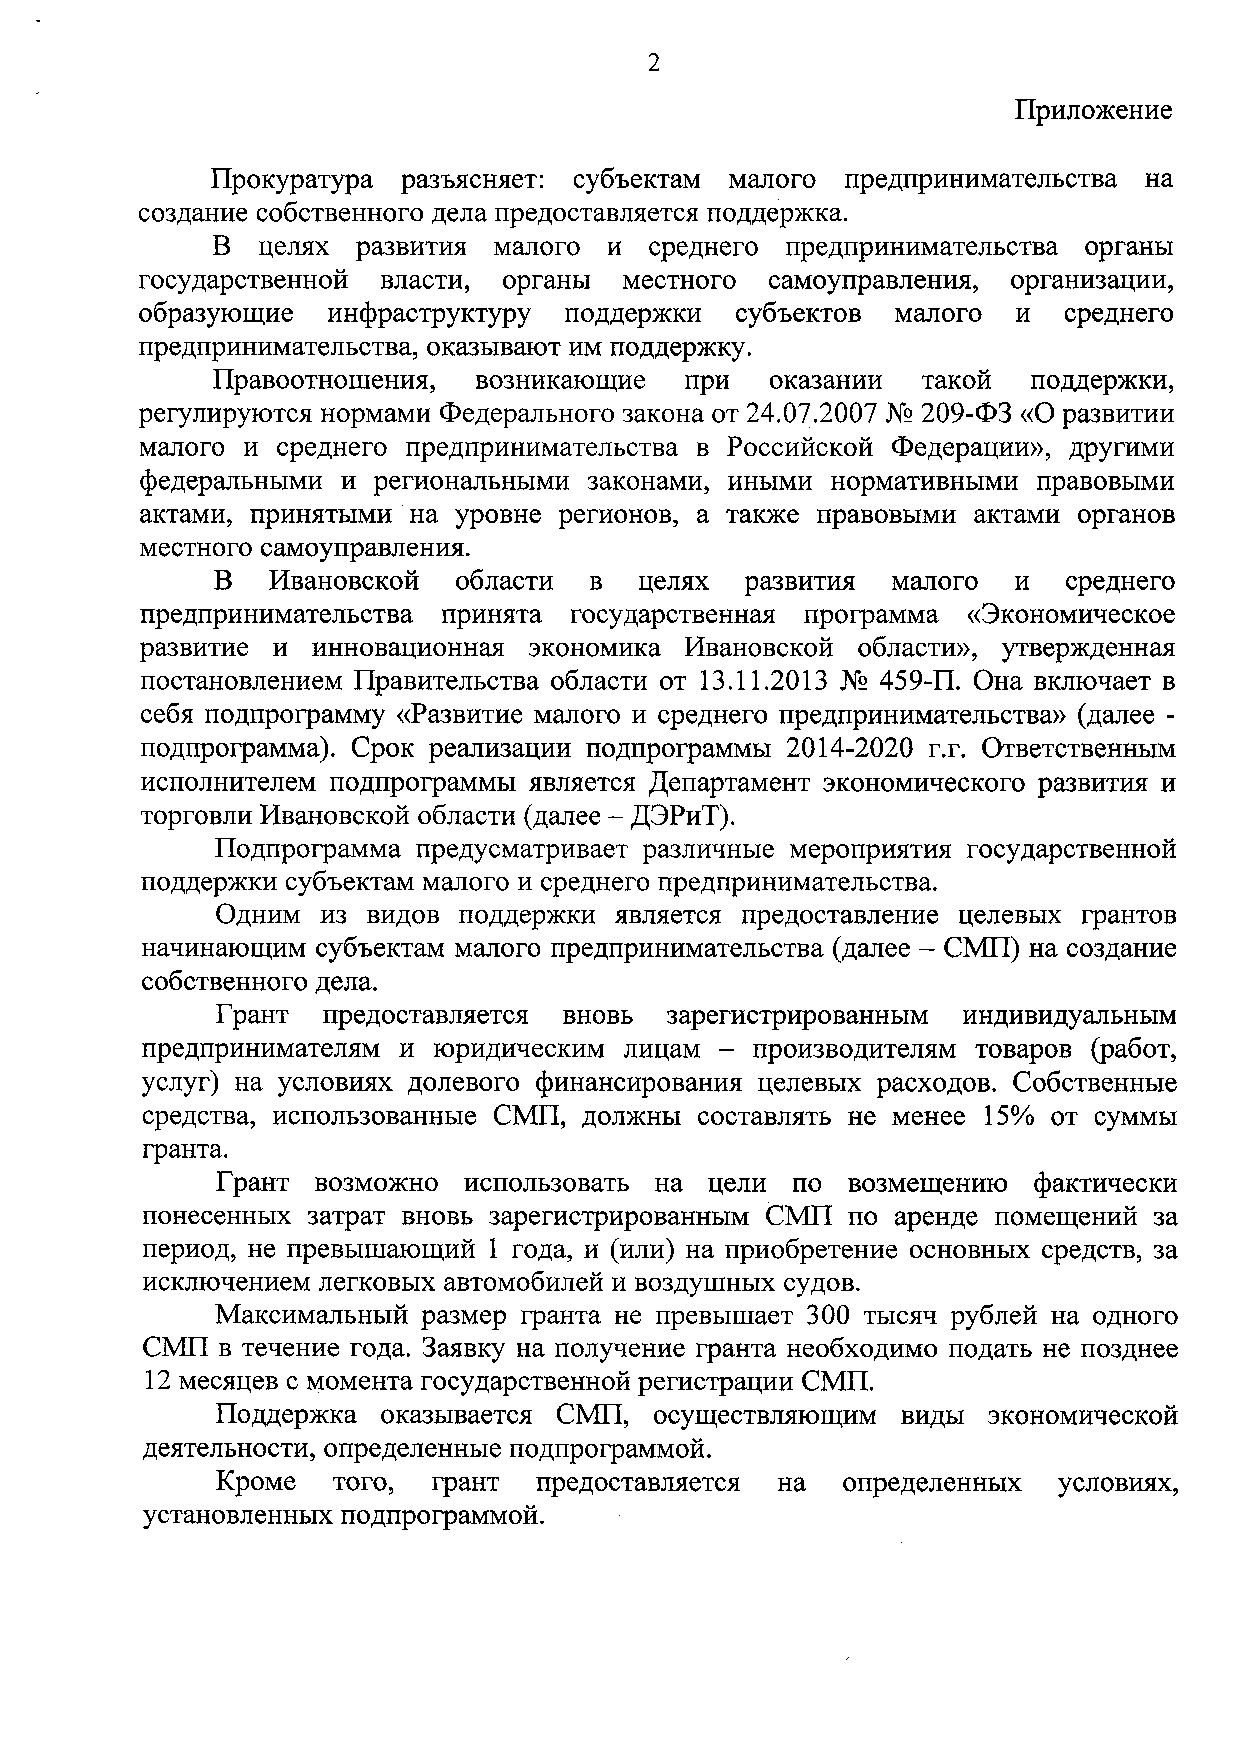 2
Приложение
Прокуратура разъясняет: субъектам малого предпринимательства на
создание собственного дела предоставляется поддержка.
В целях развития малого и среднего предпринимательства органы
государственной власти, органы местного самоуправления, организации,
образующие инфраструктуру поддержки субъектов малого и среднего
предпринимательства, оказывают им поддержку.
Правоотношения, возникающие при оказании такой поддержки,
регулируются нормами Федерального закона от 24.07.2007 № 209-ФЗ «О развитии
малого и среднего предпринимательства в Российской Федерации», другими
федеральными и региональными законами, иными нормативными правовыми
актами, принятыми на уровне регионов, а также правовыми актами органов
местного самоуправления.
В Ивановской области в целях развития малого и среднего
предпринимательства принята государственная программа «Экономическое
развитие и инновационная экономика Ивановской области», утвержденная
постановлением Правительства области от 13.11.2013 № 459-П. Она включает в
себя подпрограмму «Развитие малого и среднего предпринимательства» (далее -
подпрограмма). Срок реализации подпрограммы 2014-2020 г.г. Ответственным
исполнителем подпрограммы является Департамент экономического развития и
торговли Ивановской области (далее – ДЭРиТ).
Подпрограмма предусматривает различные мероприятия государственной
поддержки субъектам малого и среднего предпринимательства.
Одним из видов поддержки является предоставление целевых грантов
начинающим субъектам малого предпринимательства (далее – СМП) на создание
собственного дела.
Грант предоставляется вновь зарегистрированным индивидуальным
предпринимателям и юридическим лицам – производителям товаров (работ,
услуг) на условиях долевого финансирования целевых расходов. Собственные
средства, использованные СМП, должны составлять не менее 15% от суммы
гранта.
Грант возможно использовать на цели по возмещению фактически
понесенных затрат вновь зарегистрированным СМП по аренде помещений за
период, не превышающий 1 года, и (или) на приобретение основных средств, за
исключением легковых автомобилей и воздушных судов.
Максимальный размер гранта не превышает 300 тысяч рублей на одного
СМП в течение года. Заявку на получение гранта необходимо подать не позднее
12 месяцев с момента государственной регистрации СМП.
Поддержка оказывается СМП, осуществляющим виды экономической
деятельности, определенные подпрограммой.
Кроме того, грант предоставляется на определенных условиях,
установленных подпрограммой.